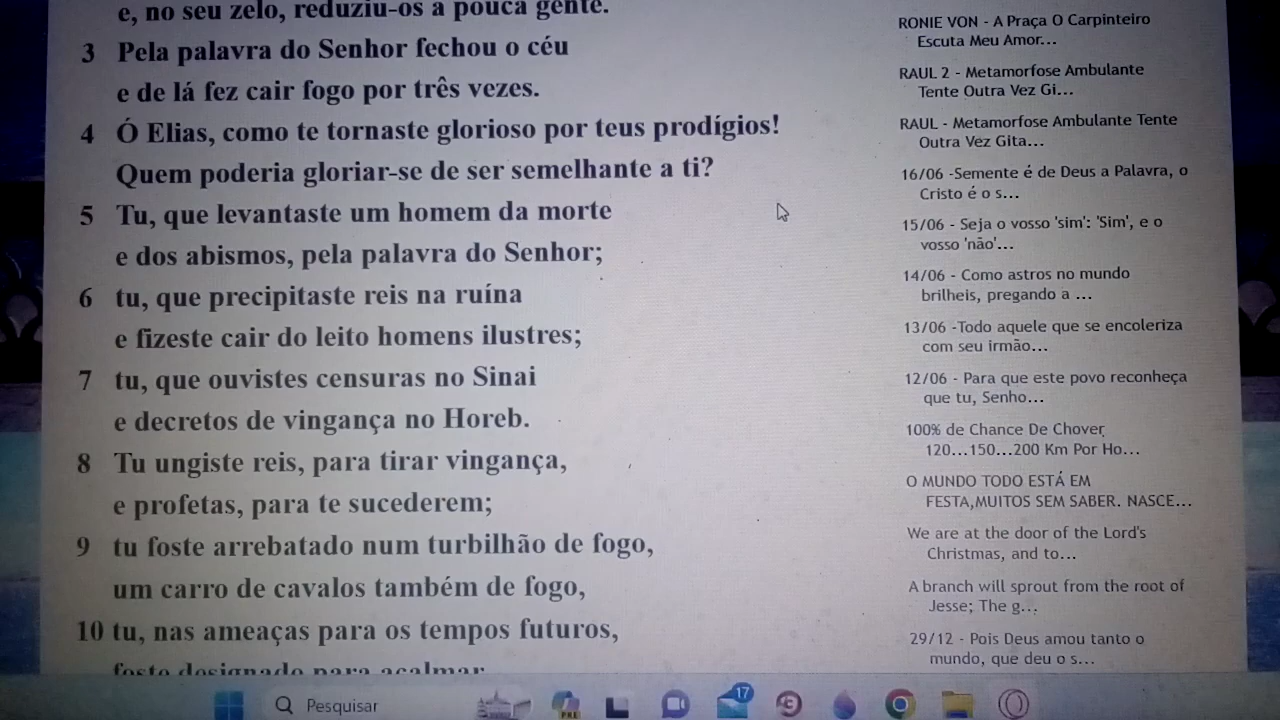 e, no seu zelo, reduziu-os a pouca gente.
3 Pela palavra do Senhor fechou o céu
e de lá fez cair fogo por três vezes.
4 Ó Elias, como te tornaste glorioso por teus prodígios!
Quem poderia gloriar-se de ser semelhante a ti?
5 Tu, que levantaste um homem da morte
e dos abismos, pela palavra do Senhor;
6 tu, que precipitaste reis na ruína
e fizeste cair do leito homens ilustres;
7 tu, que ouvistes censuras no Sinai
e decretos de vingança no Horeb.
8 Tu ungiste reis, para tirar vingança,
e profetas, para te sucederem;
9 tu foste arrebatado num turbilhão de fogo,
um carro de cavalos também de fogo,
10 tu, nas ameaças para os tempos futuros,
foste designado para acalmar
RONIE VON - A Praça O Carpinteiro
Escuta Meu Amor...
RAUL 2 - Metamorfose Ambulante
Tente Outra Vez Gi...
RAUL - Metamorfose Ambulante Tente
Outra Vez Gita...
16/06 -Semente é de Deus a Palavra, o
Cristo é o s...
15/06 - Seja o vosso 'sim': 'Sim', e o
vosso 'não'...
14/06 - Como astros no mundo
brilheis, pregando a ...
13/06 -Todo aquele que se encoleriza
com seu irmão...
12/06 - Para que este povo reconheça
que tu, Senho...
100% de Chance De Chover,
120...150...200 Km Por Ho...
O MUNDO TODO ESTÁ EM
FESTA,MUITOS SEM SABER. NASCE...
We are at the door of the Lord's
Christmas, and to...
A branch will sprout from the root of
Jesse; The g...
29/12 - Pois Deus amou tanto o
mundo, que deu o s...
Pesquisar
PRE
17